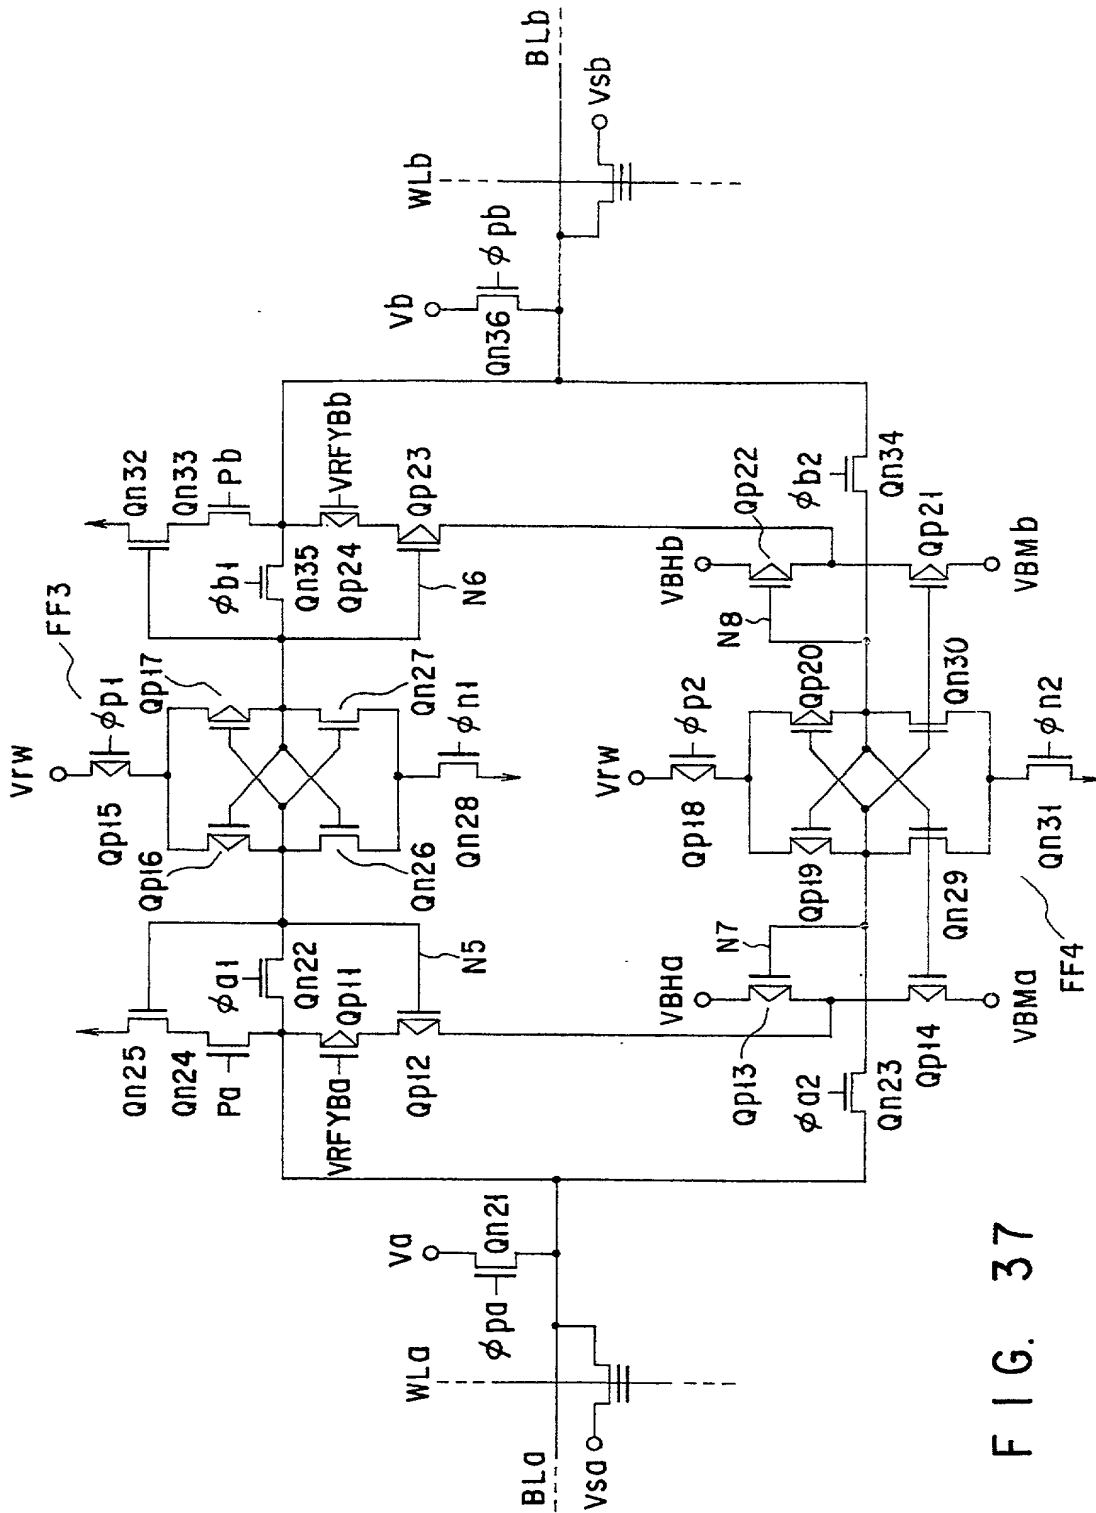 BLa
Vsa
WLa
φpa
Va
Qn21
Qn25
Qn24
Pa
φa1
Qn22
VRFYBa
Qp11
Qp12
N5
VBHa
N7
Qp13
φa2
Qn23
Qp14
VBMa
Vrw
FF3
Qp15
φp1
Qp16
Qp17
Qn26
Qn27
Qn28
φn1
Vrw
Qp18
φp2
Qp19
Qp20
Qn29
Qn30
Qn31
φn2
FF4
Qn32
Qn33
Pb
φb1
Qn35
Qp24
VRFYBb
Qp23
N6
VBHb
N8
Qp22
φb2
Qn34
Qp21
VBMb
Vb
φpb
Qn36
WLb
Vsb
BLb
FIG. 37